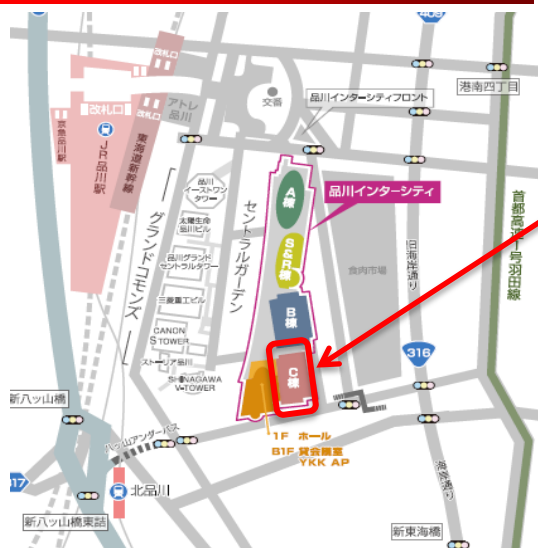 409
改札口
改札口
改札口
アトレ
品川
交番
品川インターシティフロント
港南四丁目
京急品川駅
JR品川駅
東海道新幹線
品川
イーストワン
タワー
太陽生命
品川ビル
品川グランド
セントラルタワー
三菱重工ビル
CANON
S TOWER
ストーリア品川
SHINAGAWA
V-TOWER
グランドコモンズ
セントラルガーデン
A棟
S&R棟
B棟
C棟
品川インターシティ
食肉市場
旧海岸通り
首都高速1号羽田線
316
1F ホール
B1F 貸会議室
YKK AP
新八ツ山橋
八ツ山アンダーパス
北品川
新八ツ山橋東詰
新東海橋